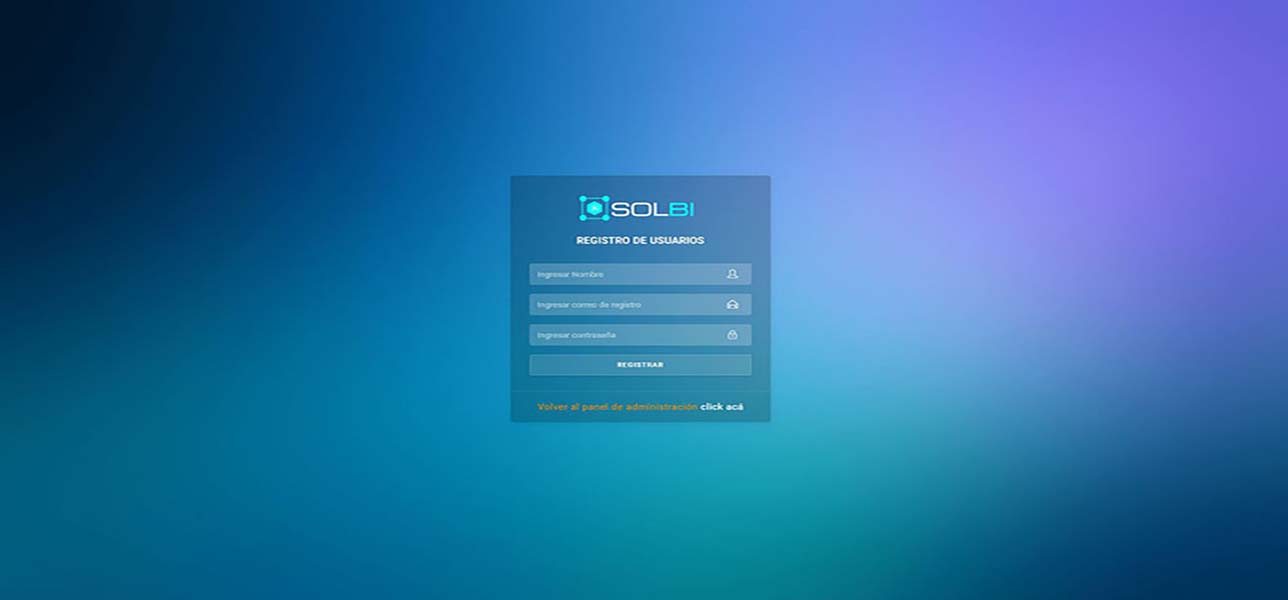 SOLBI
REGISTRO DE USUARIOS
Ingresar Nombre
Ingresar correo de registro
Ingresar contraseña
REGISTRAR
Volver al panel de administración click acá